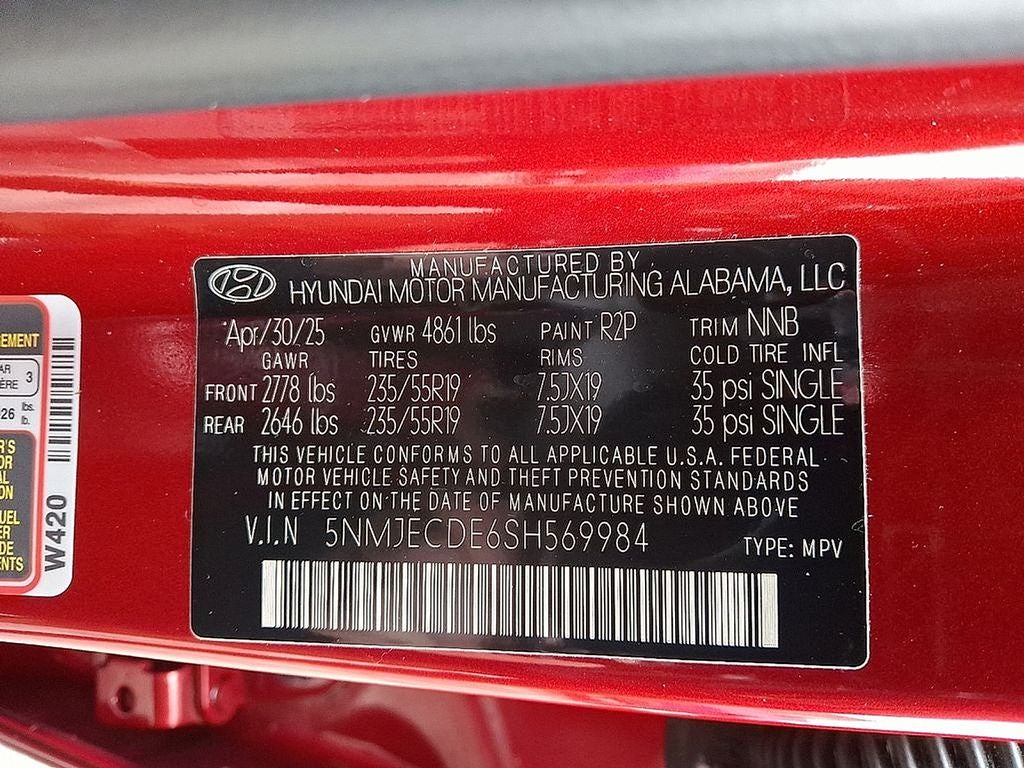 MANUFACTURED BY
HYUNDAI MOTOR MANUFACTURING ALABAMA, LLC
Apr/30/25 GVWR 4861 lbs PAINT R2P TRIM NNB
GAWR TIRES RIMS COLD TIRE INFL
FRONT 2778 lbs 235/55R19 7.5JX19 35 psi SINGLE
REAR 2646 lbs 235/55R19 7.5JX19 35 psi SINGLE
THIS VEHICLE CONFORMS TO ALL APPLICABLE U.S.A. FEDERAL
MOTOR VEHICLE SAFETY AND THEFT PREVENTION STANDARDS
IN EFFECT ON THE DATE OF MANUFACTURE SHOWN ABOVE
V.I.N 5NMJECDE6SH569984
TYPE: MPV
3
lbs.
lb.
W420